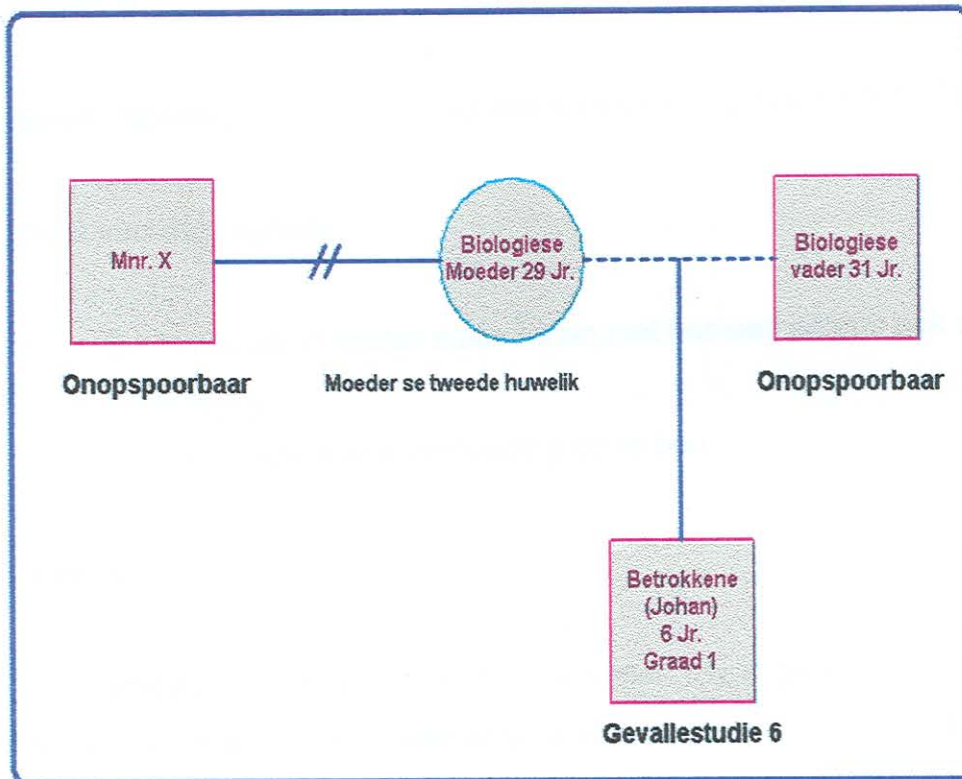 Mnr. X
Biologiese
Moeder 29 Jr.
Biologiese
vader 31 Jr.
Onopspoorbaar
Moeder se tweede huwelik
Onopspoorbaar
Betrokkene
(Johan)
6 Jr.
Graad 1
Gevallestudie 6